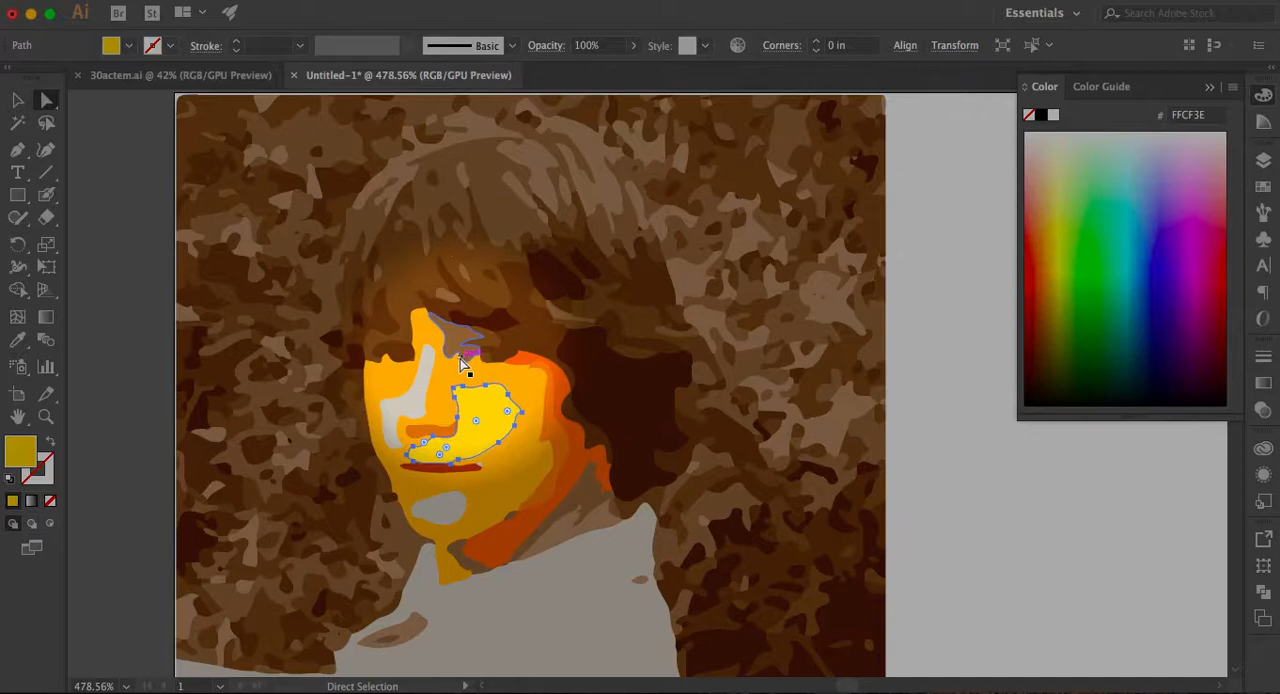 Ai Br St Essentials Search Adobe Stock
Path Stroke: Basic Opacity: 100% Style: Corners: 0 in Align Transform
30actem.ai @ 42% (RGB/GPU Preview) Untitled-1* @ 478.56% (RGB/GPU Preview)
Color Color Guide
# FFCF3E
478.56% 1 Direct Selection